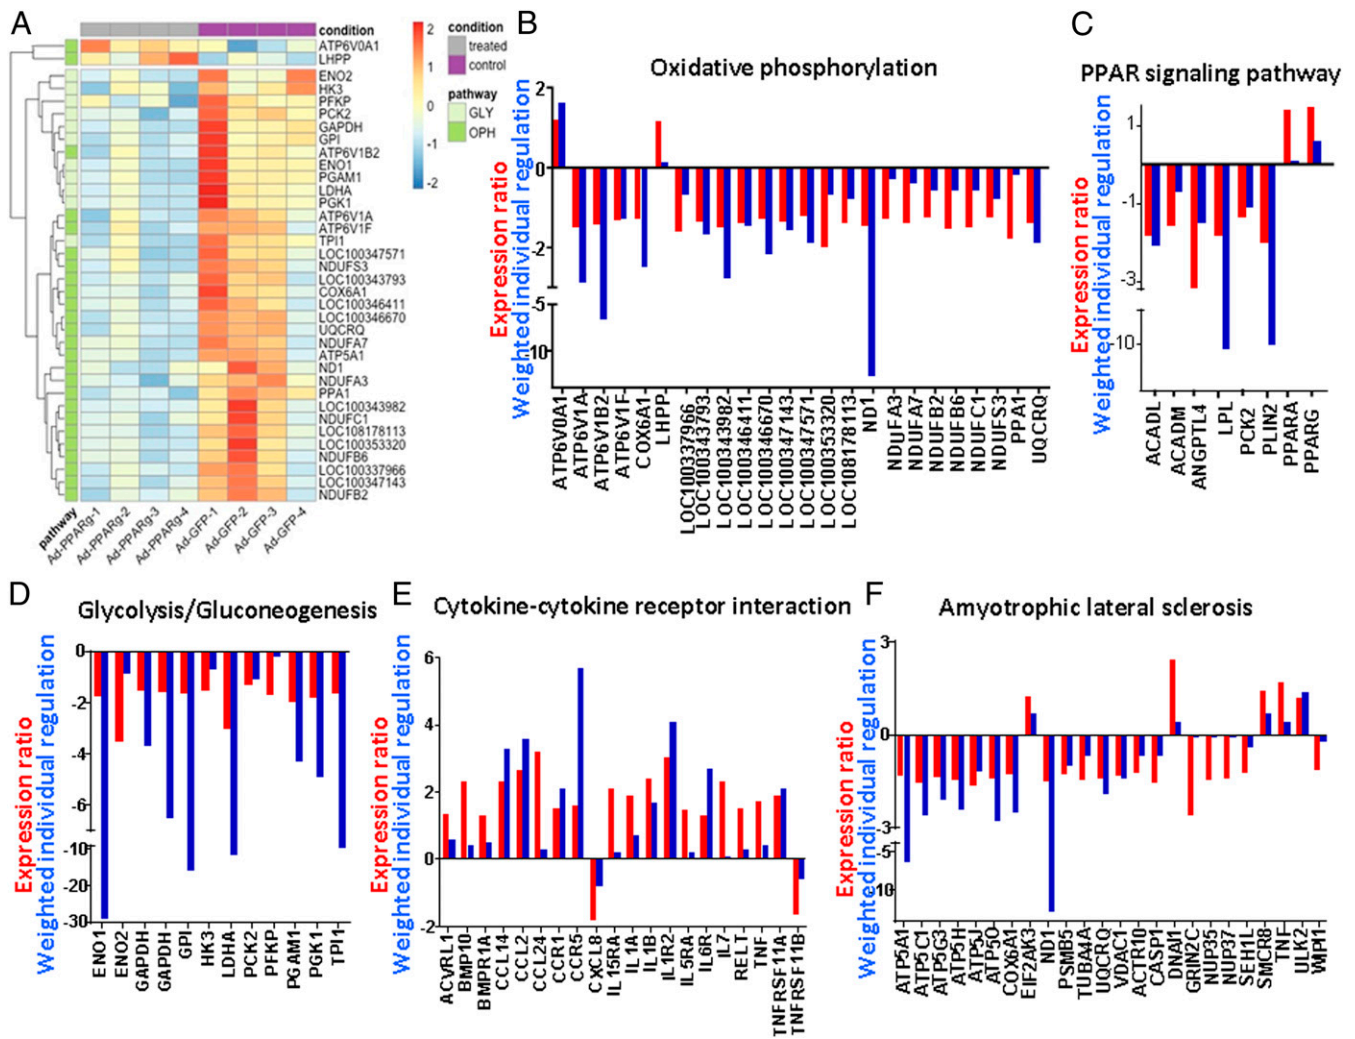 A
condition
ATP6V0A1
LHPP
ENO2
HK3
PFKP
PCK2
GAPDH
GPI
ATP6V1B2
ENO1
PGAM1
LDHA
PGK1
ATP6V1A
ATP6V1F
TPI1
LOC100347571
NDUFS3
LOC100343793
COX6A1
LOC100346411
LOC100346670
UQCRQ
NDUFA7
ATP5A1
ND1
NDUFA3
PPA1
LOC100343982
NDUFC1
LOC108178113
LOC100353320
NDUFB6
LOC100337966
LOC100347143
NDUFB2
pathway
Ad-PPARg-1
Ad-PPARg-2
Ad-PPARg-3
Ad-PPARg-4
Ad-GFP-1
Ad-GFP-2
Ad-GFP-3
Ad-GFP-4
2
1
0
-1
-2
condition
treated
control
pathway
GLY
OPH
B
Oxidative phosphorylation
Expression ratio
Weighted individual regulation
2
0
-2
-5
-10
ATP6V0A1
ATP6V1A
ATP6V1B2
ATP6V1F
COX6A1
LHPP
LOC100337966
LOC100343793
LOC100343982
LOC100346411
LOC100346670
LOC100347143
LOC100347571
LOC100353320
LOC108178113
ND1
NDUFA3
NDUFA7
NDUFB2
NDUFB6
NDUFC1
NDUFS3
PPA1
UQCRQ
C
PPAR signaling pathway
Expression ratio
Weighted individual regulation
1
-1
-3
-10
ACADL
ACADM
ANGPTL4
LPL
PCK2
PLIN2
PPARA
PPARG
D
Glycolysis/Gluconeogenesis
Expression ratio
Weighted individual regulation
0
-2
-4
-6
-10
-20
-30
ENO1
ENO2
GAPDH
GAPDH
GPI
HK3
LDHA
PCK2
PFKP
PGAM1
PGK1
TPI1
E
Cytokine-cytokine receptor interaction
Expression ratio
Weighted individual regulation
6
4
2
0
-2
ACVRL1
BMP10
BMPR1A
CCL14
CCL2
CCL24
CCR1
CCR5
CXCL8
IL15RA
IL1A
IL1B
IL1R2
IL5RA
IL6R
IL7
RELT
TNF
TNFRSF11A
TNFRSF11B
F
Amyotrophic lateral sclerosis
Expression ratio
Weighted individual regulation
3
0
-3
-5
-10
ATP5A1
ATP5C1
ATP5G3
ATP5H
ATP5J
ATP5O
COX6A1
EIF2AK3
ND1
PSMB5
TUBA4A
UQCRQ
VDAC1
ACTR10
CASP1
DNAI1
GRIN2C
NUP35
NUP37
SEH1L
SMCR8
TNF
ULK2
WIPI1